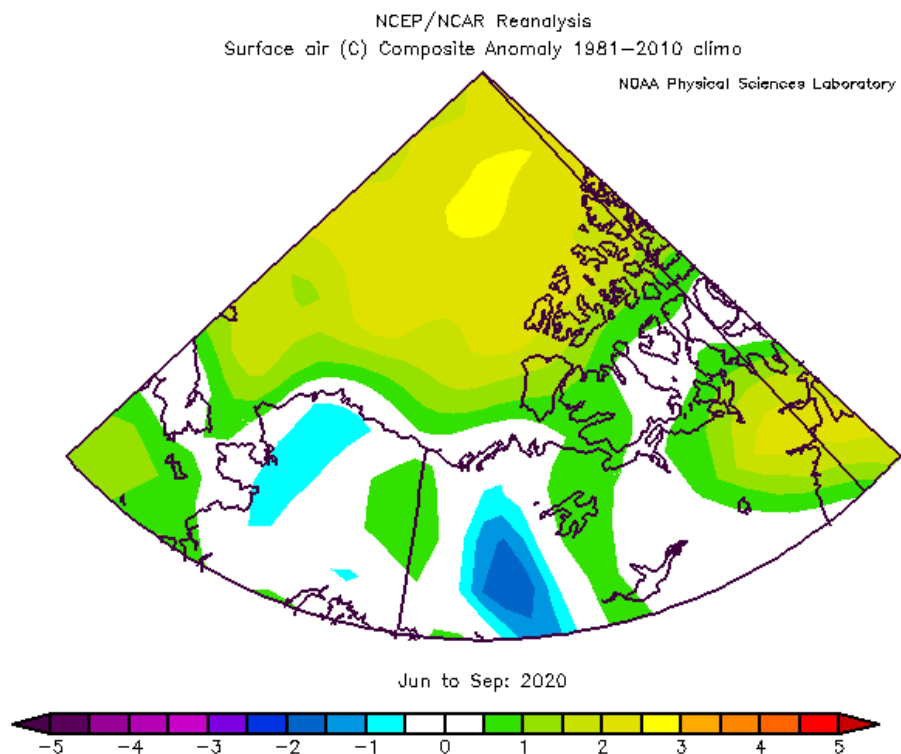 NCEP/NCAR Reanalysis
Surface air (C) Composite Anomaly 1981-2010 climo
NOAA Physical Sciences Laboratory
Jun to Sep: 2020
-5 -4 -3 -2 -1 0 1 2 3 4 5